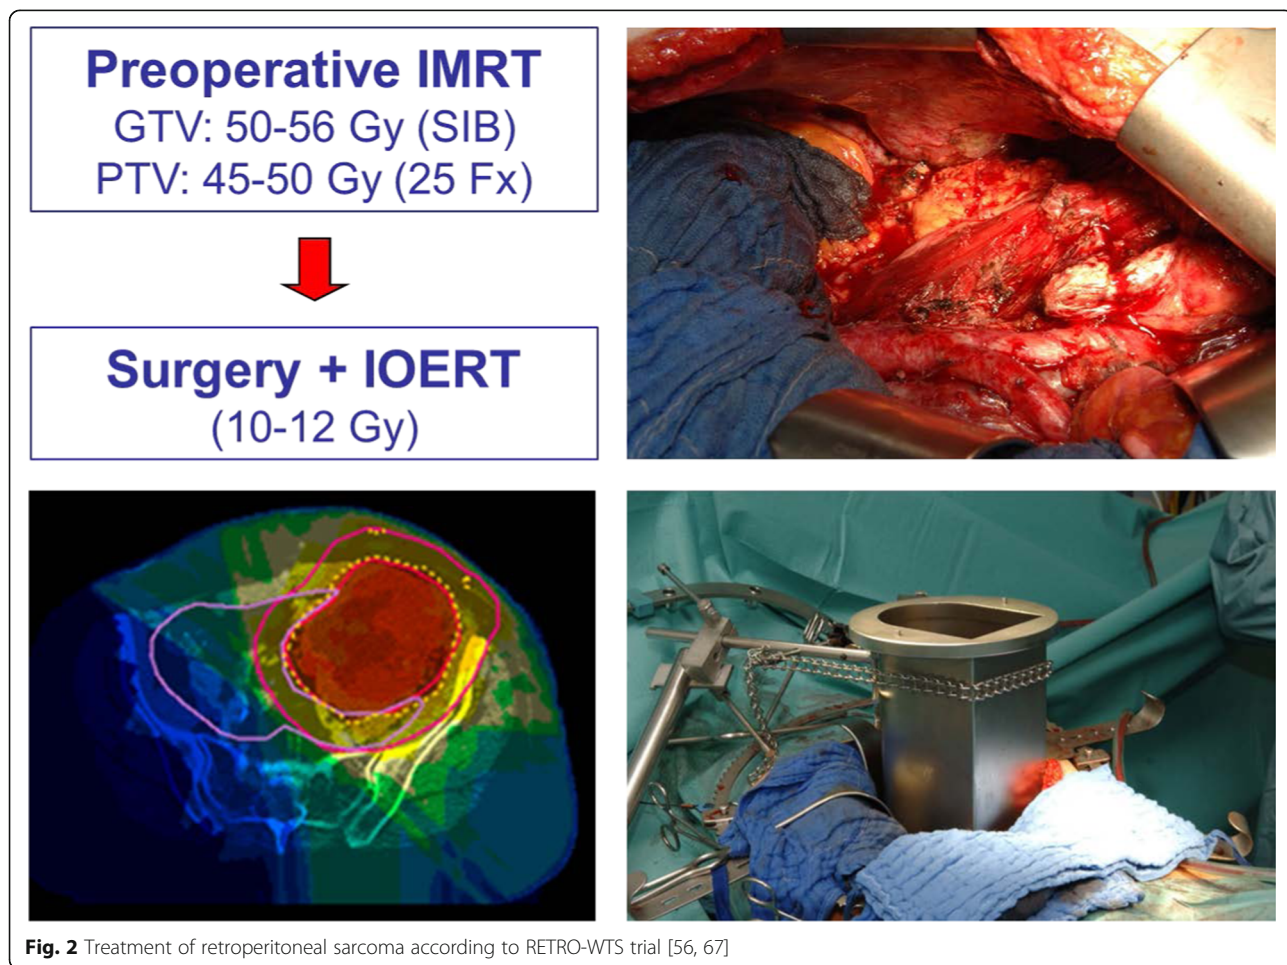 Preoperative IMRT
GTV: 50-56 Gy (SIB)
PTV: 45-50 Gy (25 Fx)
Surgery + IOERT
(10-12 Gy)
Fig. 2 Treatment of retroperitoneal sarcoma according to RETRO-WTS trial [56, 67]